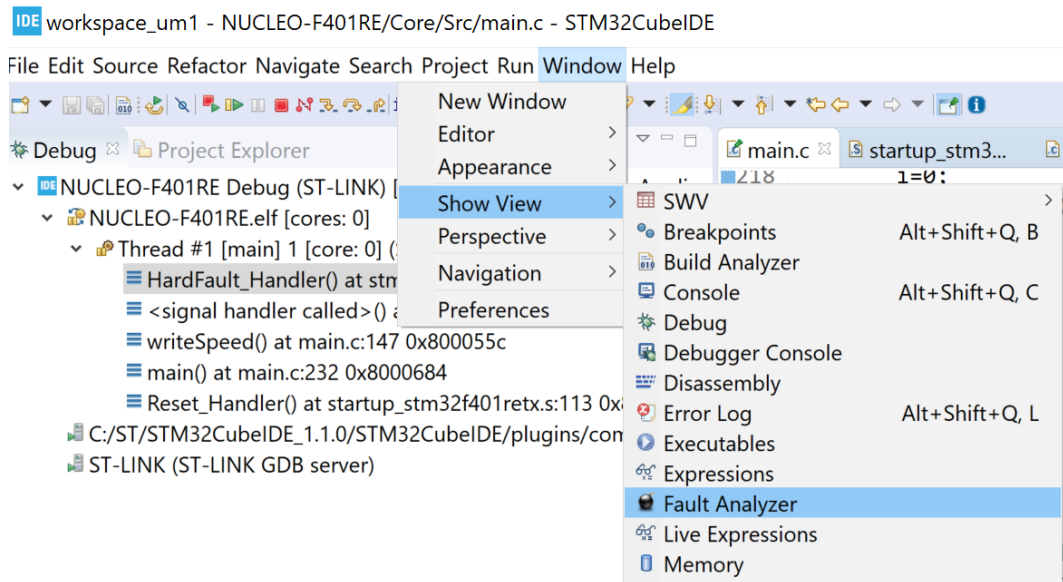 IDE workspace_um1 - NUCLEO-F401RE/Core/Src/main.c - STM32CubeIDE
File Edit Source Refactor Navigate Search Project Run Window Help
Debug Project Explorer
main.c startup_stm3...
218 i=0;
IDE NUCLEO-F401RE Debug (ST-LINK) [
NUCLEO-F401RE.elf [cores: 0]
Thread #1 [main] 1 [core: 0] (
HardFault_Handler() at stm
<signal handler called>()
writeSpeed() at main.c:147 0x800055c
main() at main.c:232 0x8000684
Reset_Handler() at startup_stm32f401retx.s:113 0x
C:/ST/STM32CubeIDE_1.1.0/STM32CubeIDE/plugins/com
ST-LINK (ST-LINK GDB server)
New Window
Editor
Appearance
Show View
Perspective
Navigation
Preferences
SWV
Breakpoints Alt+Shift+Q, B
Build Analyzer
Console Alt+Shift+Q, C
Debug
Debugger Console
Disassembly
Error Log Alt+Shift+Q, L
Executables
Expressions
Fault Analyzer
Live Expressions
Memory